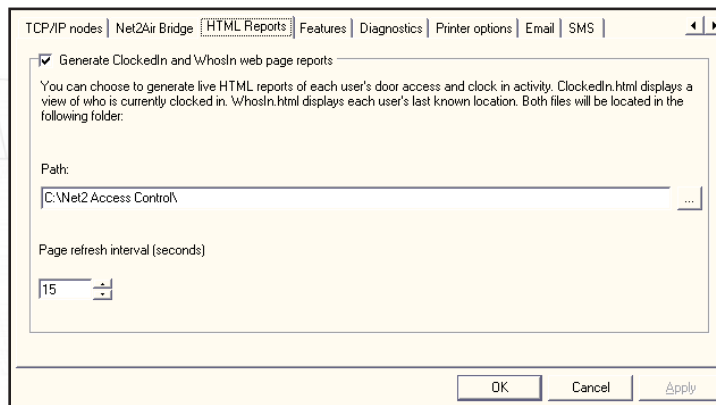 TCP/IP nodes Net2Air Bridge HTML Reports Features Diagnostics Printer options Email SMS
Generate ClockedIn and WhosIn web page reports
You can choose to generate live HTML reports of each user's door access and clock in activity. ClockedIn.html displays a
view of who is currently clocked in. WhosIn.html displays each user's last known location. Both files will be located in the
following folder:
Path:
C:\Net2 Access Control\
...
Page refresh interval (seconds)
15
OK Cancel Apply